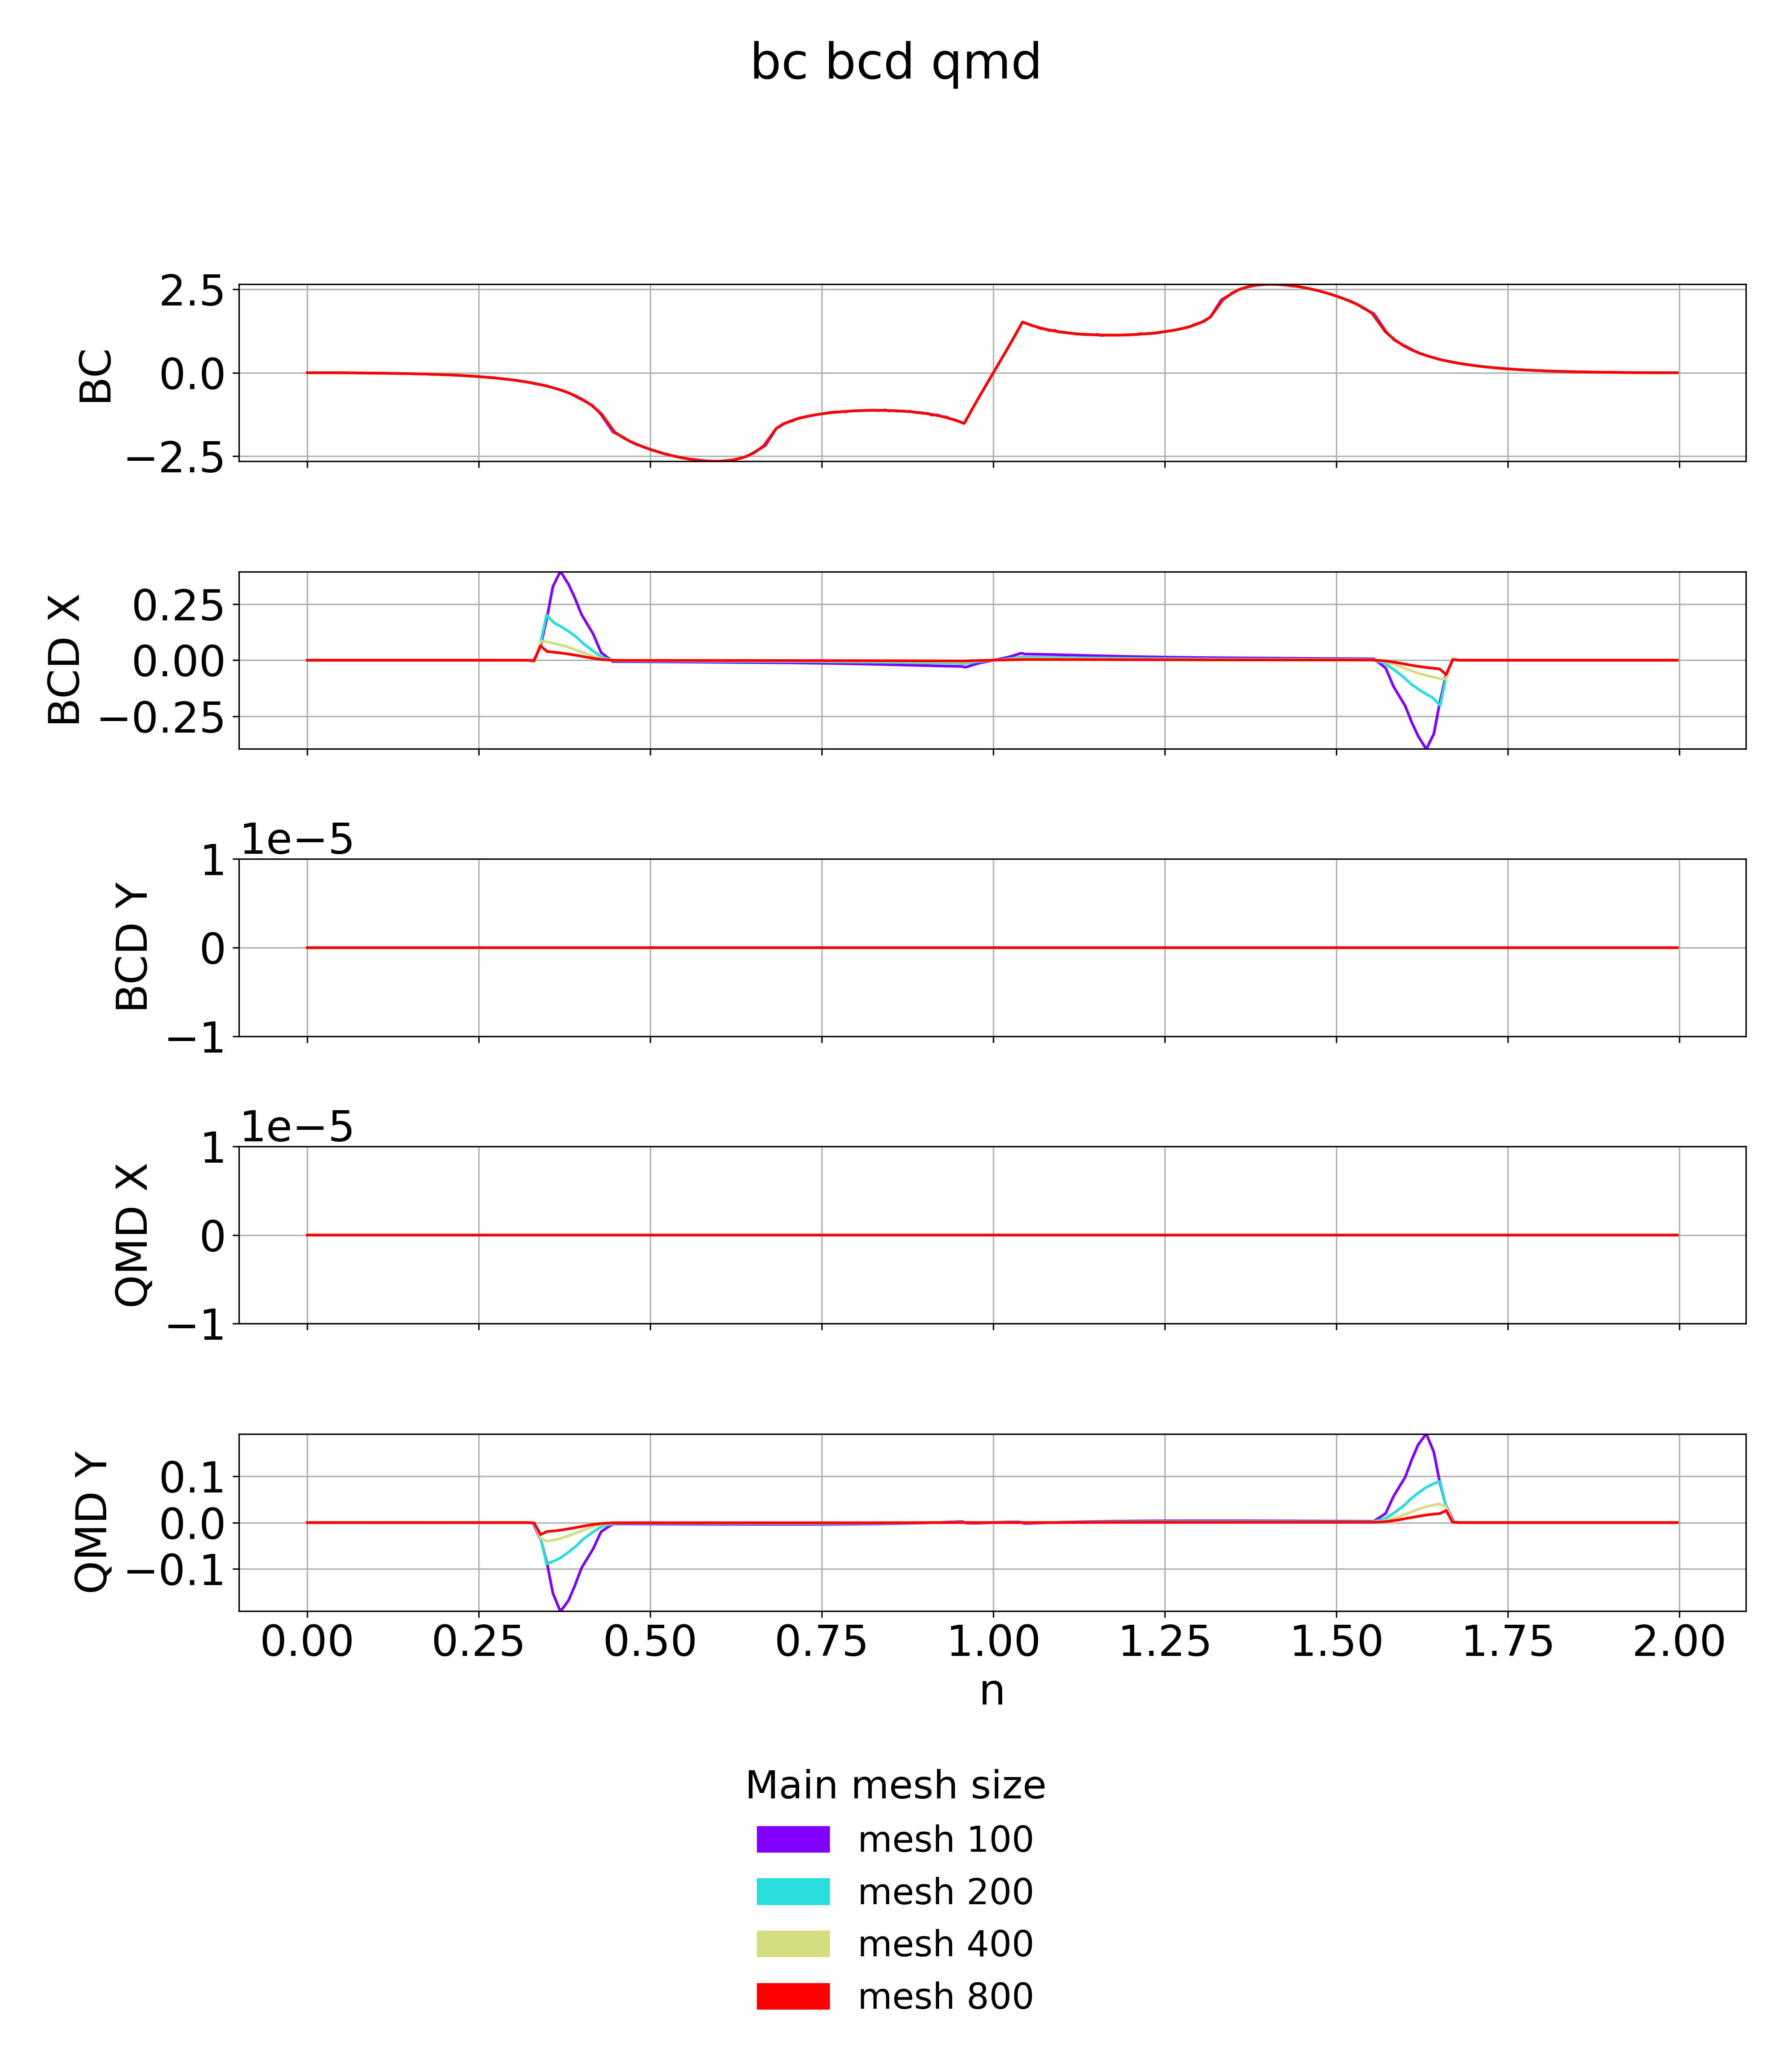 bc bcd qmd
BC
2.5
0.0
−2.5
BCD X
0.25
0.00
−0.25
BCD Y
1e−5
1
0
−1
QMD X
1e−5
1
0
−1
QMD Y
0.1
0.0
−0.1
0.00 0.25 0.50 0.75 1.00 1.25 1.50 1.75 2.00
n
Main mesh size
mesh 100
mesh 200
mesh 400
mesh 800